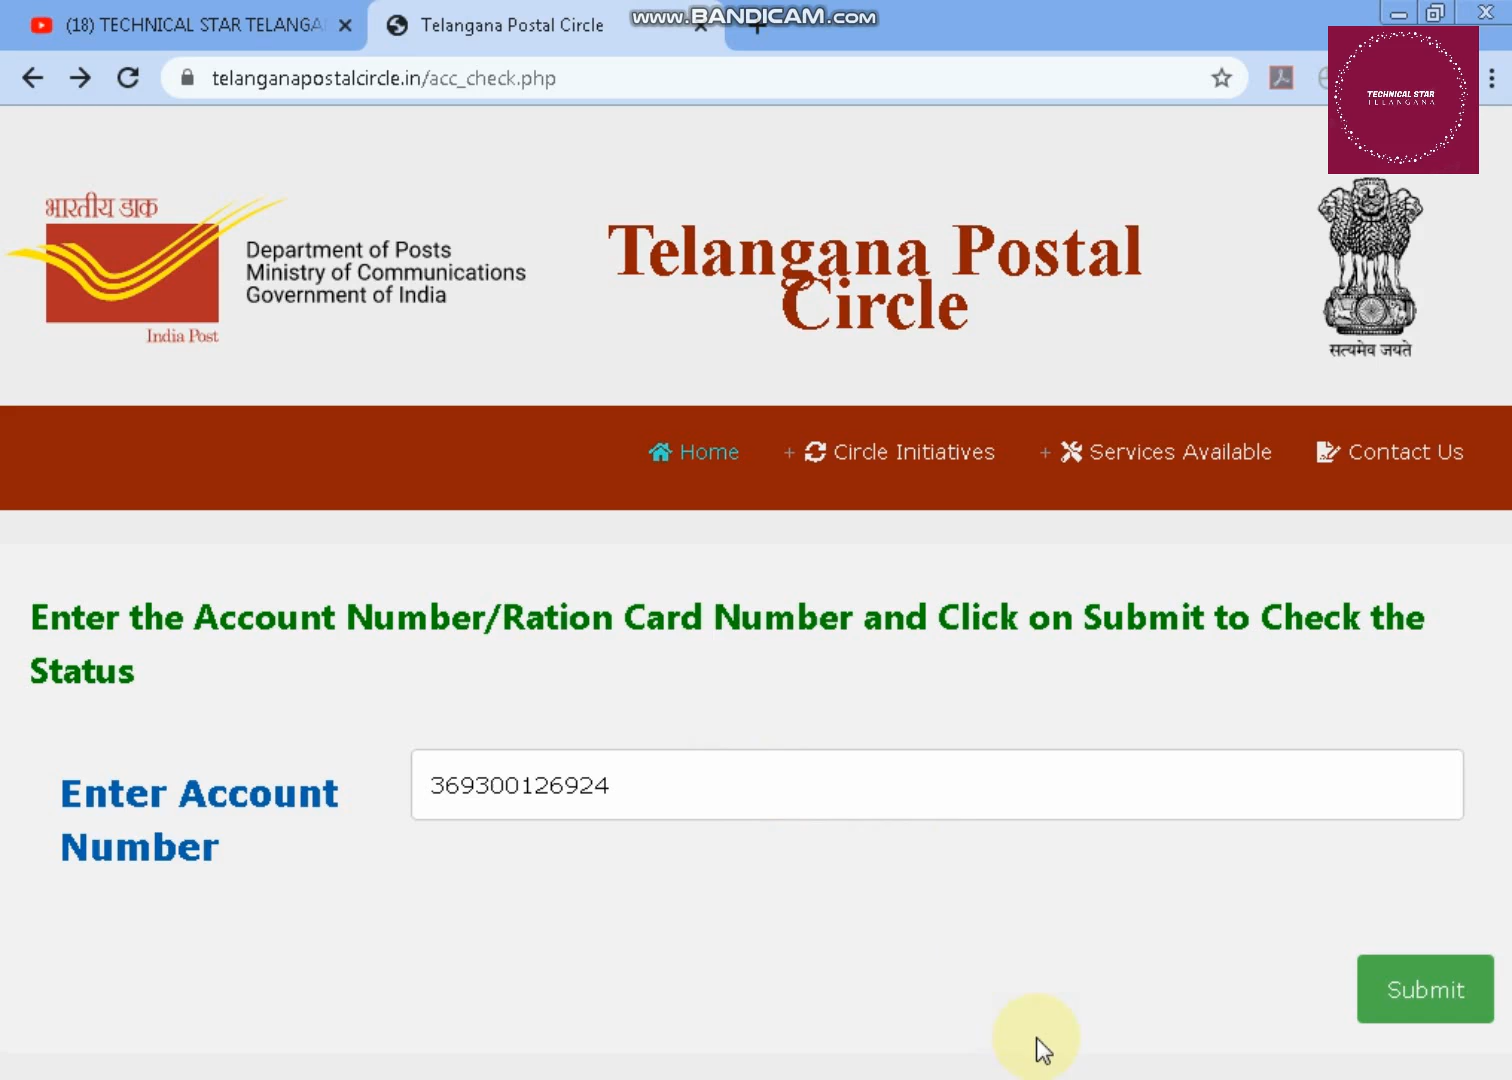 (18) TECHNICAL STAR TELANGA
Telangana Postal Circle
www.BANDICAM.com
telanganapostalcircle.in/acc_check.php
TECHNICAL STAR
TELANGANA
भारतीय डाक
Department of Posts
Ministry of Communications
Government of India
India Post
Telangana Postal
Circle
सत्यमेव जयते
Home
+ Circle Initiatives
+ Services Available
Contact Us
Enter the Account Number/Ration Card Number and Click on Submit to Check the
Status
Enter Account
Number
369300126924
Submit